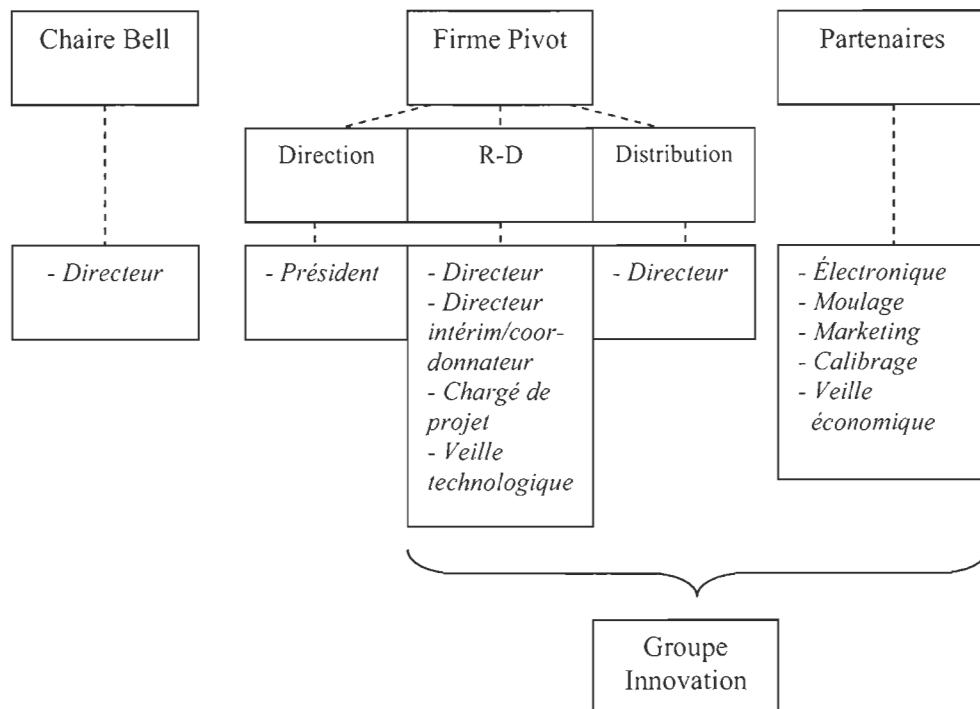 Chaire Bell
Firme Pivot
Partenaires
Direction
R-D
Distribution
- Directeur
- Président
- Directeur
- Directeur
intérim/coor-
donnateur
- Chargé de
projet
- Veille
technologique
- Directeur
- Électronique
- Moulage
- Marketing
- Calibrage
- Veille
économique
Groupe
Innovation